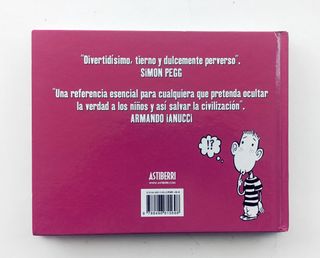 "Divertidísimo, tierno y dulcemente perverso".
SiMON PEGG
"Una referencia esencial para cualquiera que pretenda ocultar
la verdad a los niños y así salvar la civilización".
ARMANDO iANUCCi
!?
ASTIBERRI